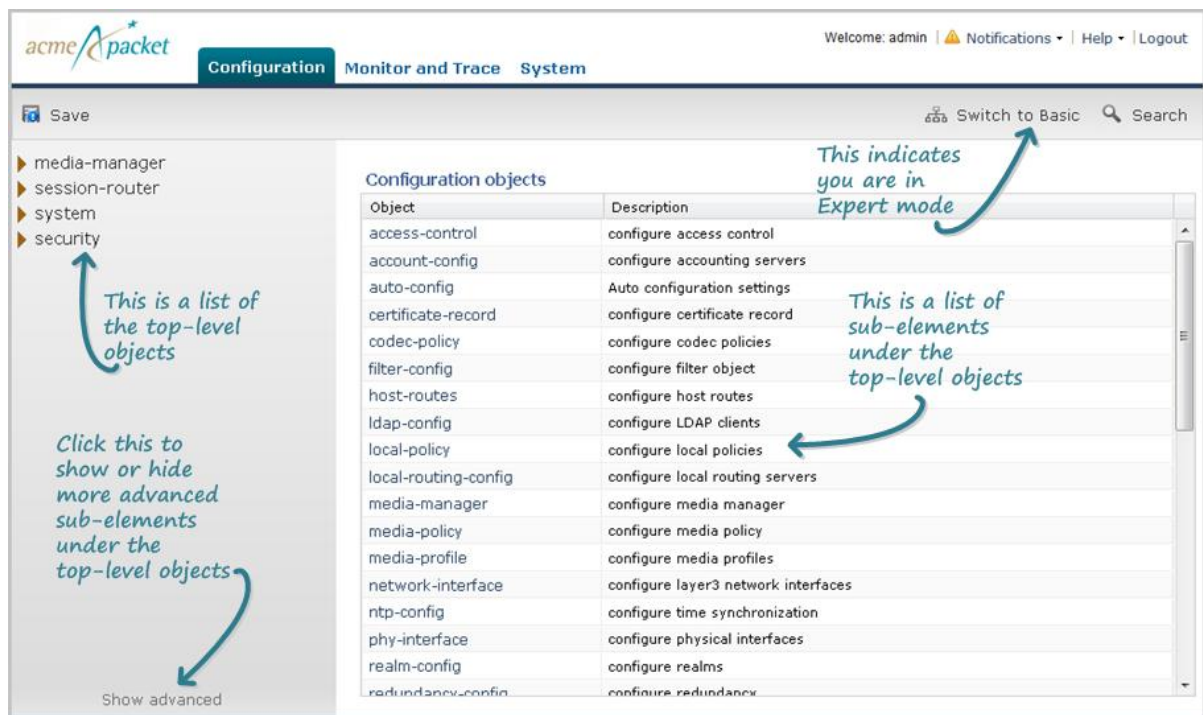 acme packet
Welcome: admin | Notifications | Help | Logout
Configuration Monitor and Trace System
Save
Switch to Basic Search
media-manager
session-router
system
security
This is a list of
the top-level
objects
Click this to
show or hide
more advanced
sub-elements
under the
top-level objects
Show advanced
This indicates
you are in
Expert mode
Configuration objects
Object Description
access-control configure access control
account-config configure accounting servers
auto-config Auto configuration settings
certificate-record configure certificate record
codec-policy configure codec policies
filter-config configure filter object
host-routes configure host routes
ldap-config configure LDAP clients
local-policy configure local policies
local-routing-config configure local routing servers
media-manager configure media manager
media-policy configure media policy
media-profile configure media profiles
network-interface configure layer3 network interfaces
ntp-config configure time synchronization
phy-interface configure physical interfaces
realm-config configure realms
redundancy-config configure redundancy
This is a list of
sub-elements
under the
top-level objects